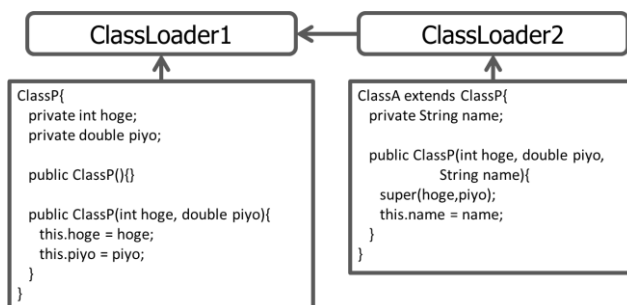 ClassLoader1
ClassLoader2
ClassP{
private int hoge;
private double piyo;
public ClassP(){}
public ClassP(int hoge, double piyo){
this.hoge = hoge;
this.piyo = piyo;
}
}
ClassA extends ClassP{
private String name;
public ClassP(int hoge, double piyo,
String name){
super(hoge,piyo);
this.name = name;
}
}